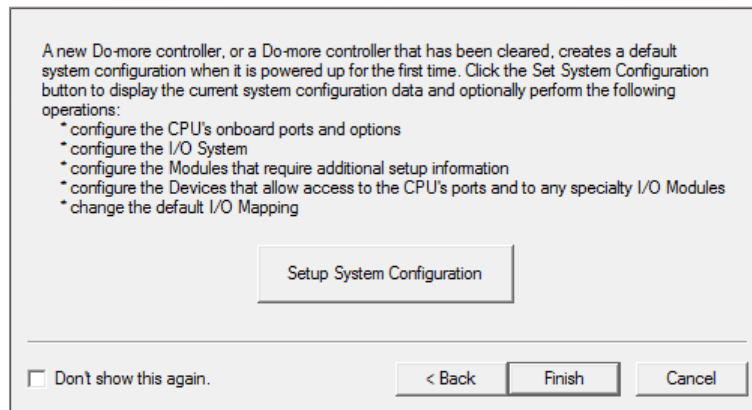 A new Do-more controller, or a Do-more controller that has been cleared, creates a default
system configuration when it is powered up for the first time. Click the Set System Configuration
button to display the current system configuration data and optionally perform the following
operations:
* configure the CPU's onboard ports and options
* configure the I/O System
* configure the Modules that require additional setup information
* configure the Devices that allow access to the CPU's ports and to any specialty I/O Modules
* change the default I/O Mapping
Setup System Configuration
Don't show this again.
< Back
Finish
Cancel